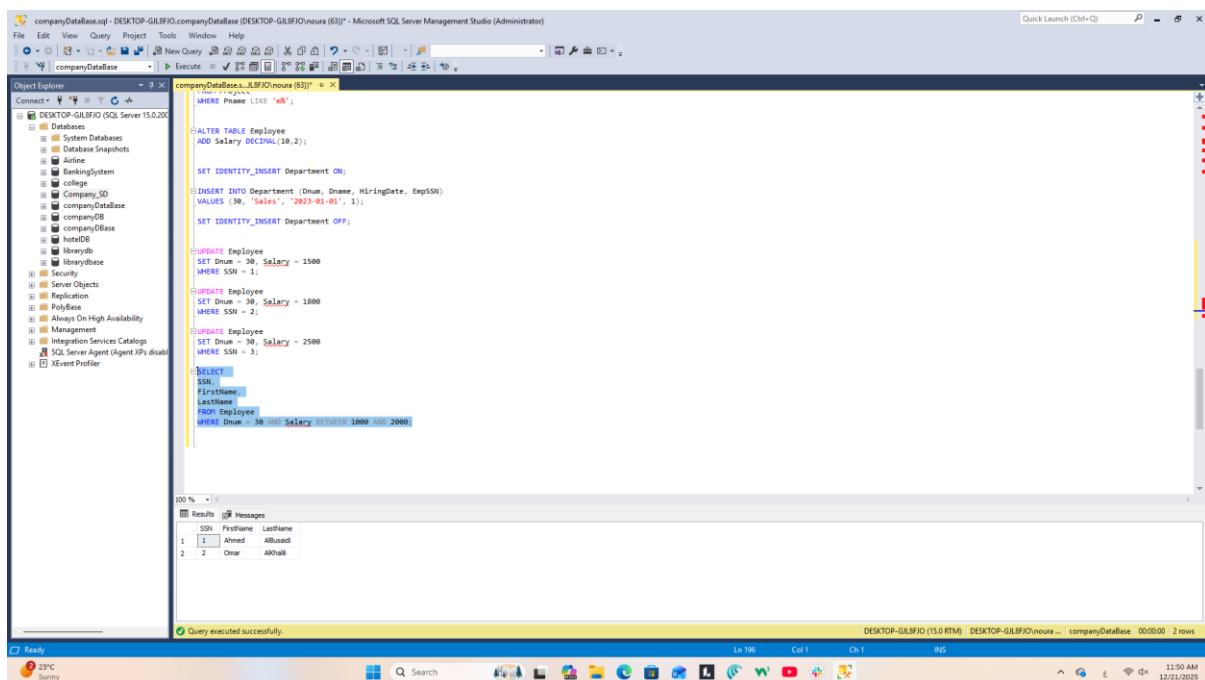 companyDataBase.sql - DESKTOP-GJL8FJO.companyDataBase (DESKTOP-GJL8FJO\noura (63))* - Microsoft SQL Server Management Studio (Administrator)
Quick Launch (Ctrl+Q)
File Edit View Query Project Tools Window Help
New Query
companyDataBase Execute
Object Explorer
companyDataBase.s...JL8FJO\noura (63))*
Connect
DESKTOP-GJL8FJO (SQL Server 15.0.200
Databases
System Databases
Database Snapshots
Airline
BankingSystem
college
Company_SD
companyDataBase
companyDB
companyDBase
hotelDB
librarydb
librarydbase
Security
Server Objects
Replication
PolyBase
Always On High Availability
Management
Integration Services Catalogs
SQL Server Agent (Agent XPs disabl
XEvent Profiler
FROM Project
WHERE Pname LIKE 'm%';
ALTER TABLE Employee
ADD Salary DECIMAL(10,2);
SET IDENTITY_INSERT Department ON;
INSERT INTO Department (Dnum, Dname, HiringDate, EmpSSN)
VALUES (30, 'Sales', '2023-01-01', 1);
SET IDENTITY_INSERT Department OFF;
UPDATE Employee
SET Dnum = 30, Salary = 1500
WHERE SSN = 1;
UPDATE Employee
SET Dnum = 30, Salary = 1800
WHERE SSN = 2;
UPDATE Employee
SET Dnum = 30, Salary = 2500
WHERE SSN = 3;
SELECT
SSN,
FirstName,
LastName
FROM Employee
WHERE Dnum = 30 AND Salary BETWEEN 1000 AND 2000;
100 %
Results Messages
SSN FirstName LastName
1 1 Ahmed AlBusaidi
2 2 Omar AlKhalili
Query executed successfully.
DESKTOP-GJL8FJO (15.0 RTM) DESKTOP-GJL8FJO\noura ... companyDataBase 00:00:00 2 rows
Ready
Ln 196 Col 1 Ch 1 INS
2
23°C
Sunny
Search
ع
11:50 AM
12/21/2025